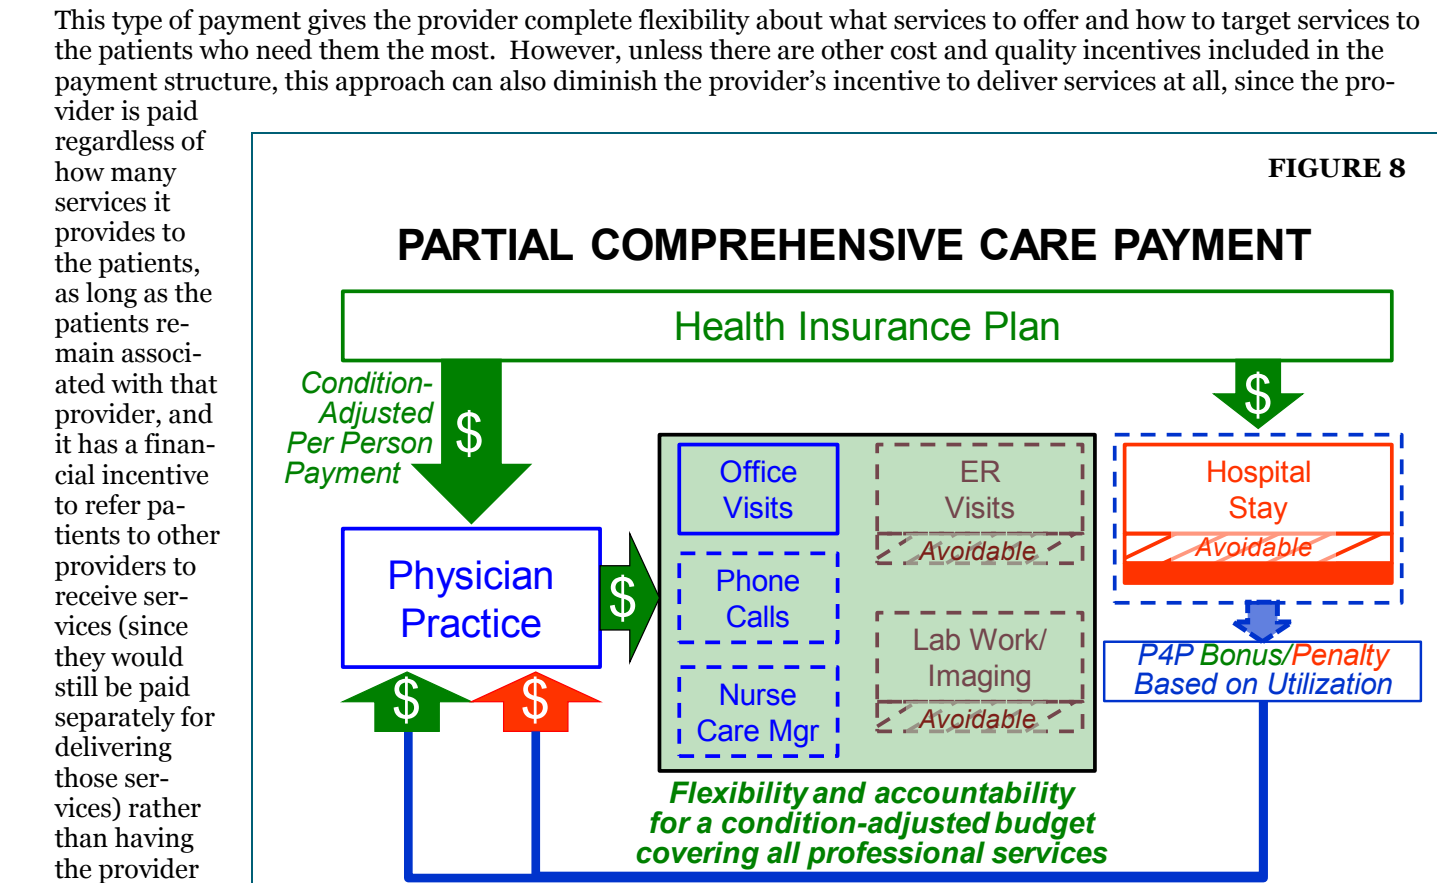 This type of payment gives the provider complete flexibility about what services to offer and how to target services to
the patients who need them the most.  However, unless there are other cost and quality incentives included in the
payment structure, this approach can also diminish the provider’s incentive to deliver services at all, since the pro-
vider is paid
regardless of
how many
services it
provides to
the patients,
as long as the
patients re-
main associ-
ated with that
provider, and
it has a finan-
cial incentive
to refer pa-
tients to other
providers to
receive ser-
vices (since
they would
still be paid
separately for
delivering
those ser-
vices) rather
than having
the provider
FIGURE 8
PARTIAL COMPREHENSIVE CARE PAYMENT
Health Insurance Plan
Condition-
Adjusted
Per Person
Payment
$
$
Physician
Practice
$
Office
Visits
Phone
Calls
Nurse
Care Mgr
ER
Visits
Avoidable
Lab Work/
Imaging
Avoidable
Hospital
Stay
Avoidable
P4P Bonus/Penalty
Based on Utilization
$
$
Flexibility and accountability
for a condition-adjusted budget
covering all professional services